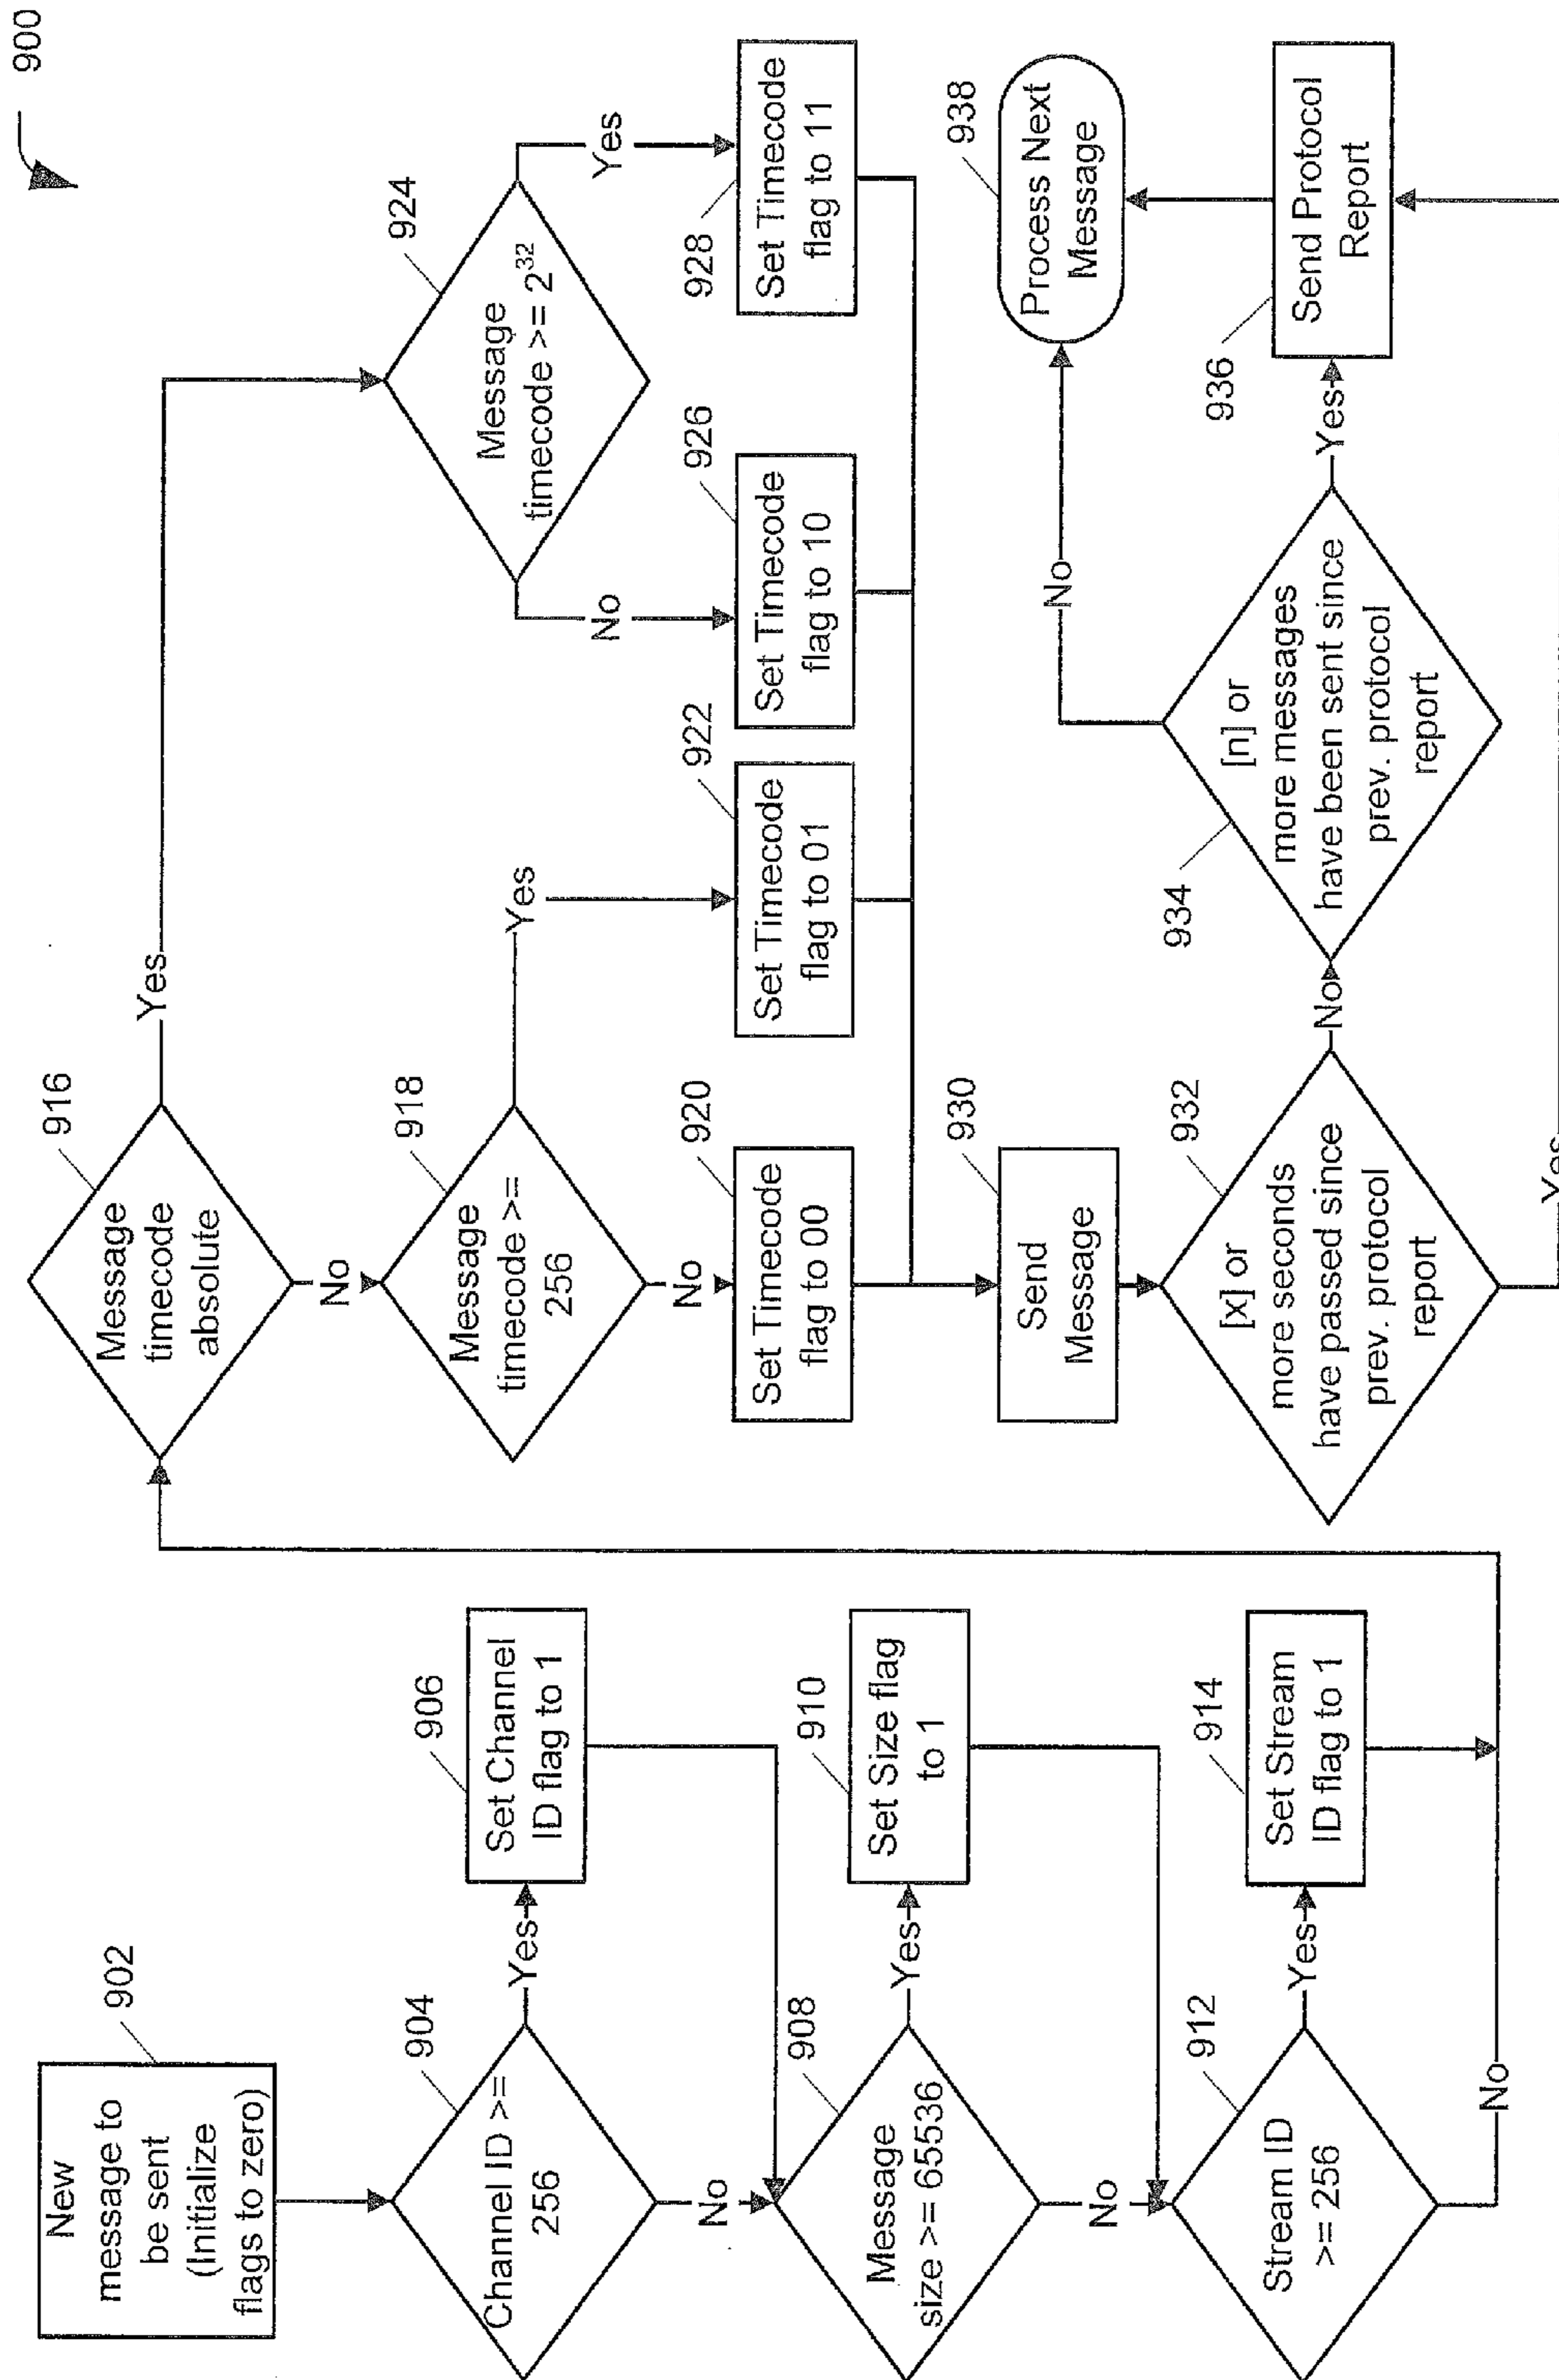 900
New
message to
be sent
(Initialize
flags to zero)
902
Channel ID >=
256
904
Yes
No
Set Channel
ID flag to 1
906
Message
size >= 65536
908
Yes
No
Set Size flag
to 1
910
Stream ID
>= 256
912
Yes
No
Set Stream
ID flag to 1
914
Message
timecode
absolute
916
Yes
No
Message
timecode >=
256
918
Yes
No
Set Timecode
flag to 00
920
Set Timecode
flag to 01
922
Message
timecode >= 2³²
924
No
Yes
Set Timecode
flag to 10
926
Set Timecode
flag to 11
928
Send
Message
930
[x] or
more seconds
have passed since
prev. protocol
report
932
No
Yes
[n] or
more messages
have been sent since
prev. protocol
report
934
No
Yes
Send Protocol
Report
936
Process Next
Message
938